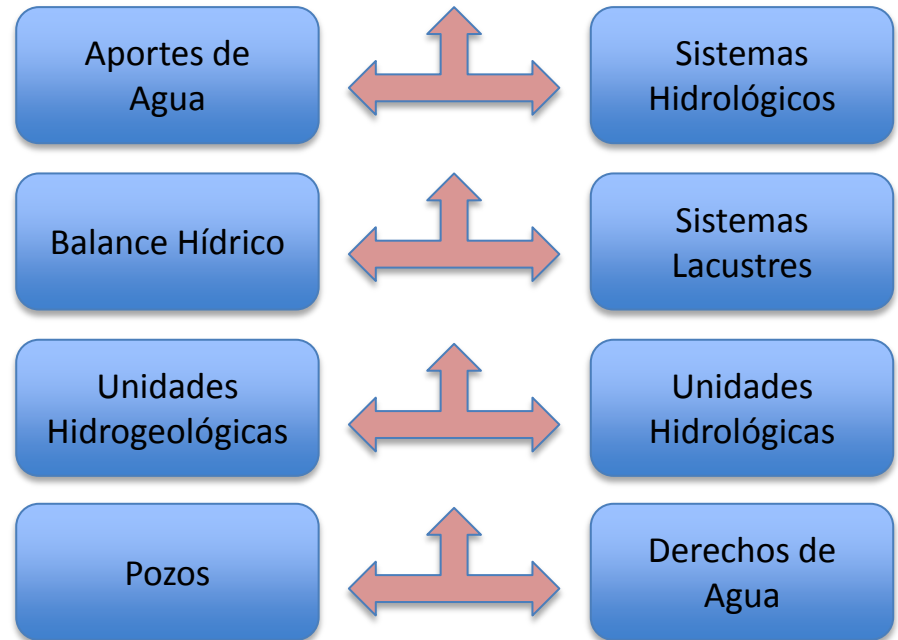 Aportes de
Agua
Sistemas
Hidrológicos
Balance Hídrico
Sistemas
Lacustres
Unidades
Hidrogeológicas
Unidades
Hidrológicas
Pozos
Derechos de
Agua